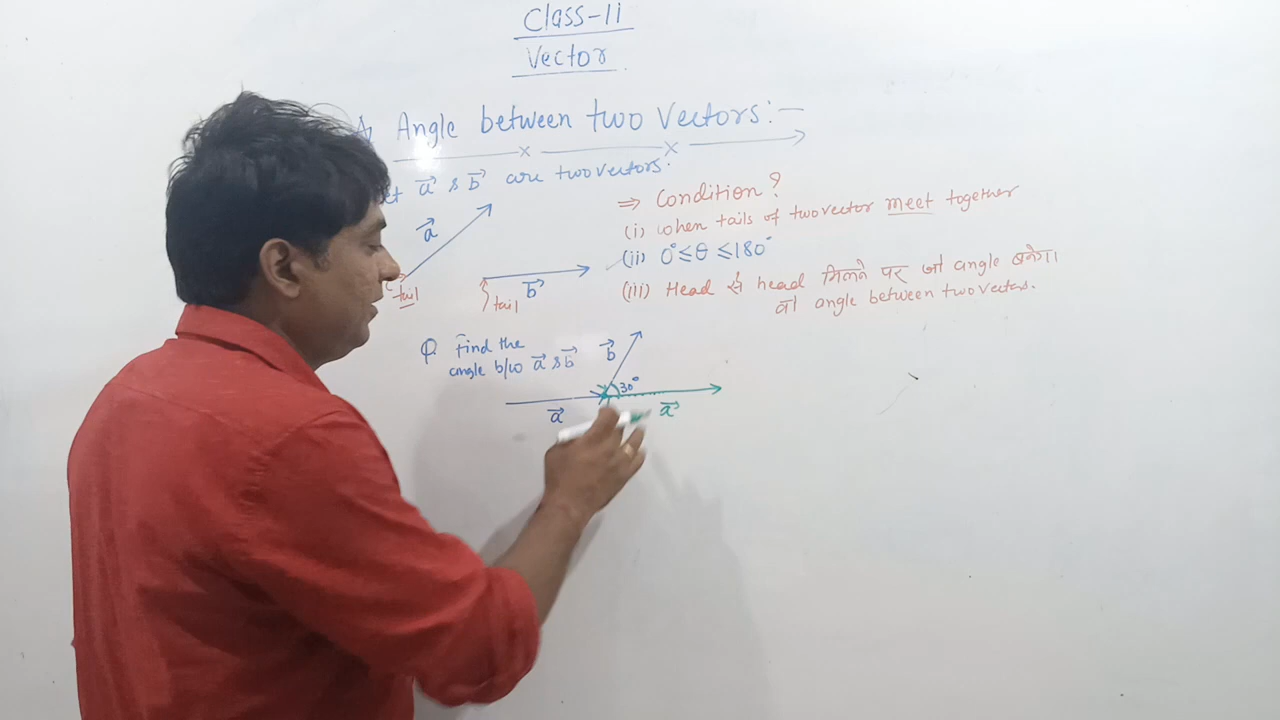 Class-11
Vector
Angle between two Vectors:-
a⃗ & b⃗ are two vectors.
a⃗
tail
b⃗
tail
⇒ Condition?
(i) when tails of two vector meet together
(ii) 0° ≤ θ ≤ 180°
(iii) Head से head मिलने पर जो angle बनेगा
वो angle between two vectors.
Q. Find the
angle b/w a⃗ & b⃗
b⃗
30°
a⃗
a⃗